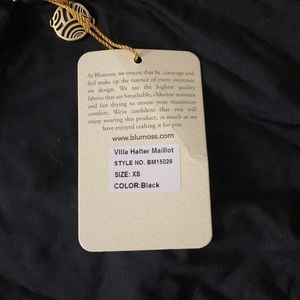 At Blumoss, we ensure that fit, coverage and
feel make up the essence of every swimsuit
we design. We use the highest quality
fabrics that are breathable, chlorine resistant
and fast drying to ensure your maximum
comfort. We're confident that you will
enjoy wearing this product, as much as we
have enjoyed crafting it for you.
www.blumoss.com
Villa Halter Maillot
STYLE NO. BM15028
SIZE: XS
COLOR:Black